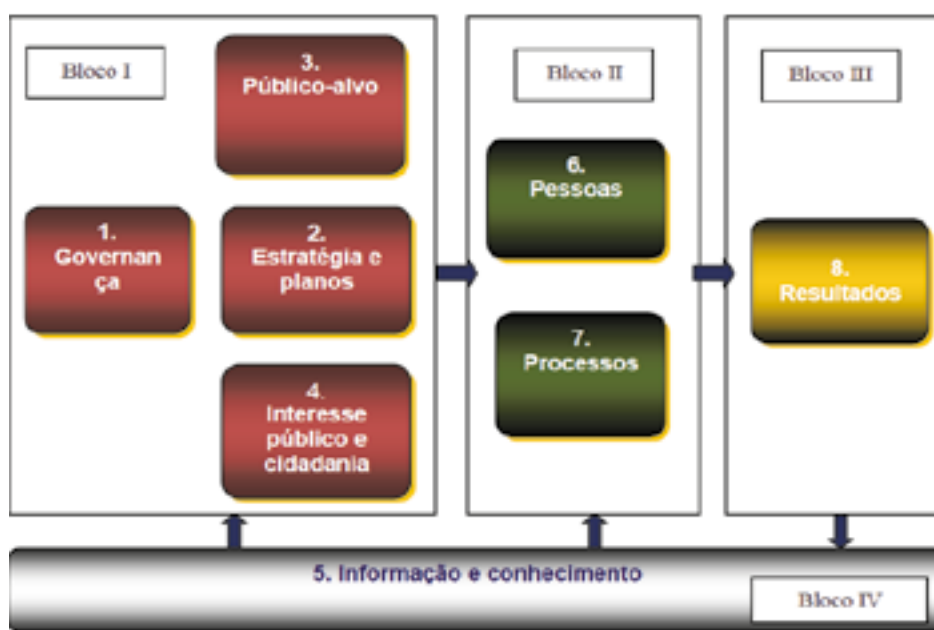 Bloco I
3.
Público-alvo
1.
Governan
ça
2.
Estratégia e
planos
4.
Interesse
público e
cidadania
Bloco II
6.
Pessoas
7.
Processos
Bloco III
8.
Resultados
5. Informação e conhecimento
Bloco IV